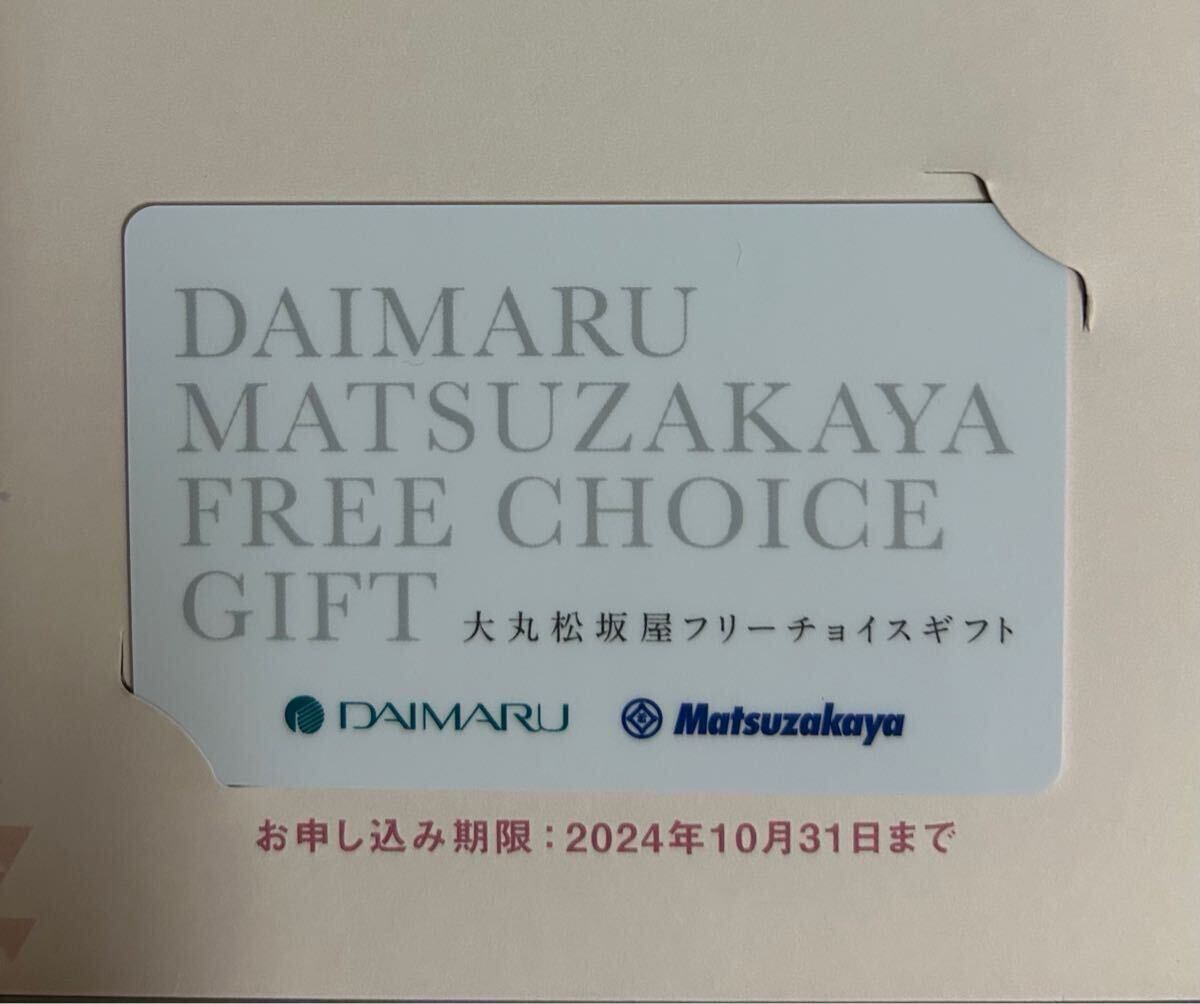 DAIMARU
MATSUZAKAYA
FREE CHOICE
GIFT 大丸松坂屋フリーチョイスギフト
DAIMARU Matsuzakaya
お申し込み期限：2024年10月31日まで